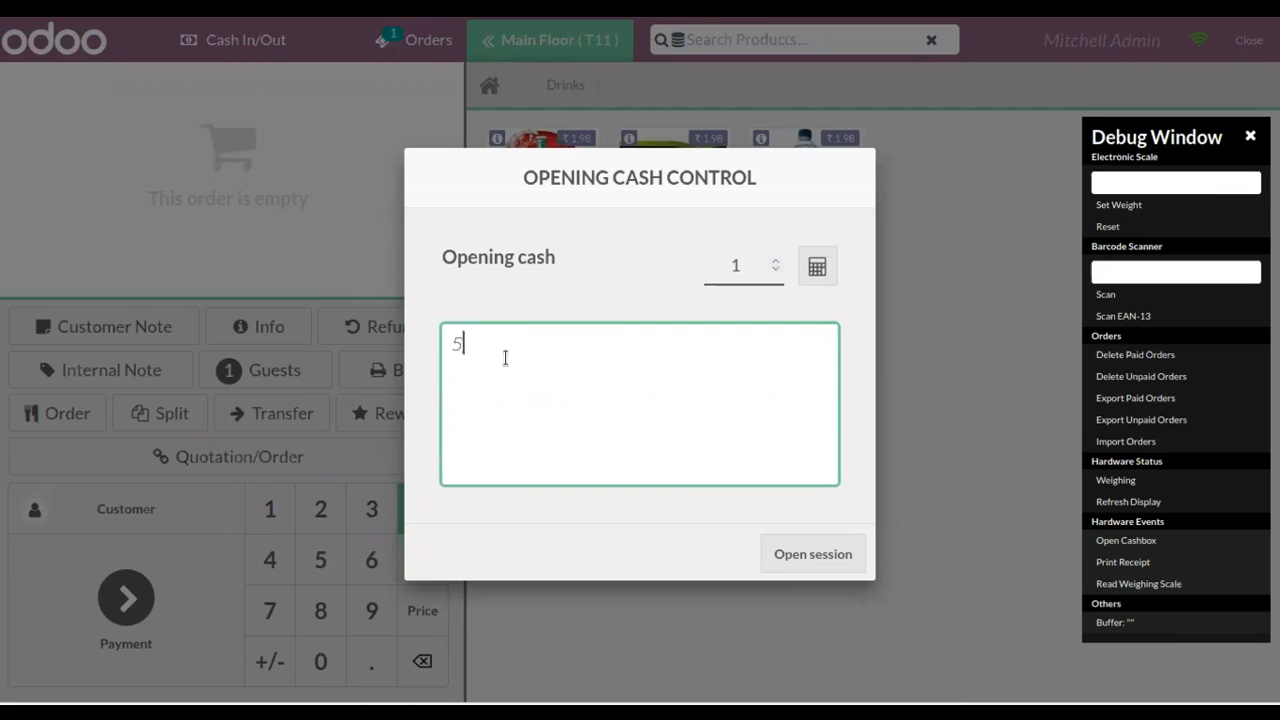 odoo
Cash In/Out
1
Orders
Main Floor ( T11 )
Search Products...
Mitchell Admin
Close
Drinks
₹ 1.98
₹ 1.98
₹ 1.98
This order is empty
OPENING CASH CONTROL
Opening cash
1
5
Open session
Customer Note
Info
Internal Note
1 Guests
Order
Split
Transfer
Quotation/Order
Customer
1 2 3
4 5 6
7 8 9 Price
+/- 0 .
Payment
Debug Window
Electronic Scale
Set Weight
Reset
Barcode Scanner
Scan
Scan EAN-13
Orders
Delete Paid Orders
Delete Unpaid Orders
Export Paid Orders
Export Unpaid Orders
Import Orders
Hardware Status
Weighing
Refresh Display
Hardware Events
Open Cashbox
Print Receipt
Read Weighing Scale
Others
Buffer: ""